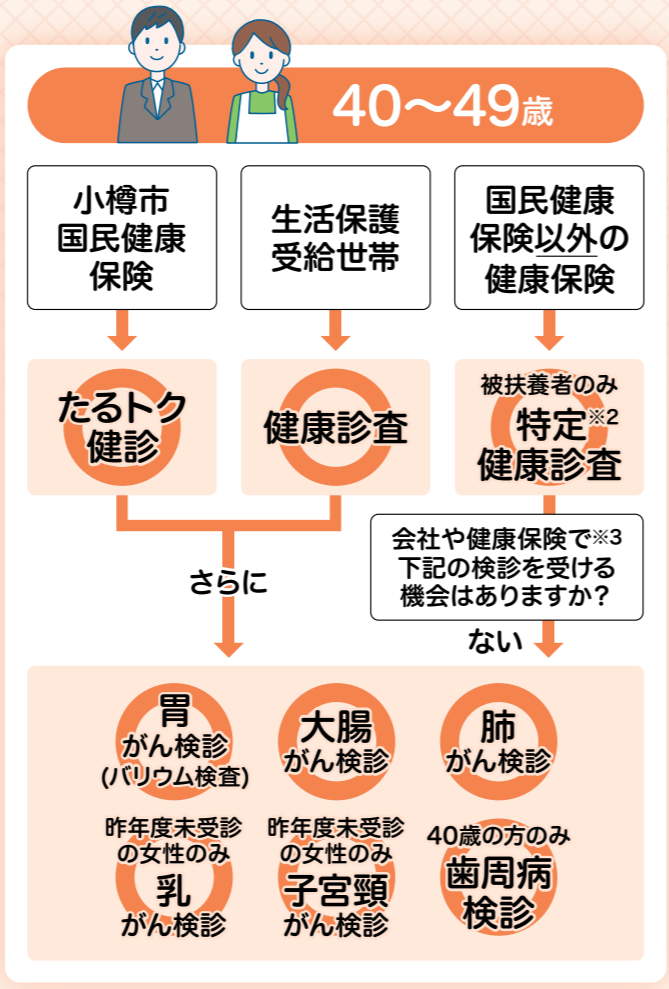 40〜49歳
小樽市
国民健康
保険
生活保護
受給世帯
国民健康
保険以外の
健康保険
たるトク
健診
健康診査
被扶養者のみ
特定※2
健康診査
会社や健康保険で※3
下記の検診を受ける
機会はありますか？
さらに
ない
胃
がん検診
(バリウム検査)
大腸
がん検診
肺
がん検診
昨年度未受診
の女性のみ
乳
がん検診
昨年度未受診
の女性のみ
子宮頸
がん検診
40歳の方のみ
歯周病
検診